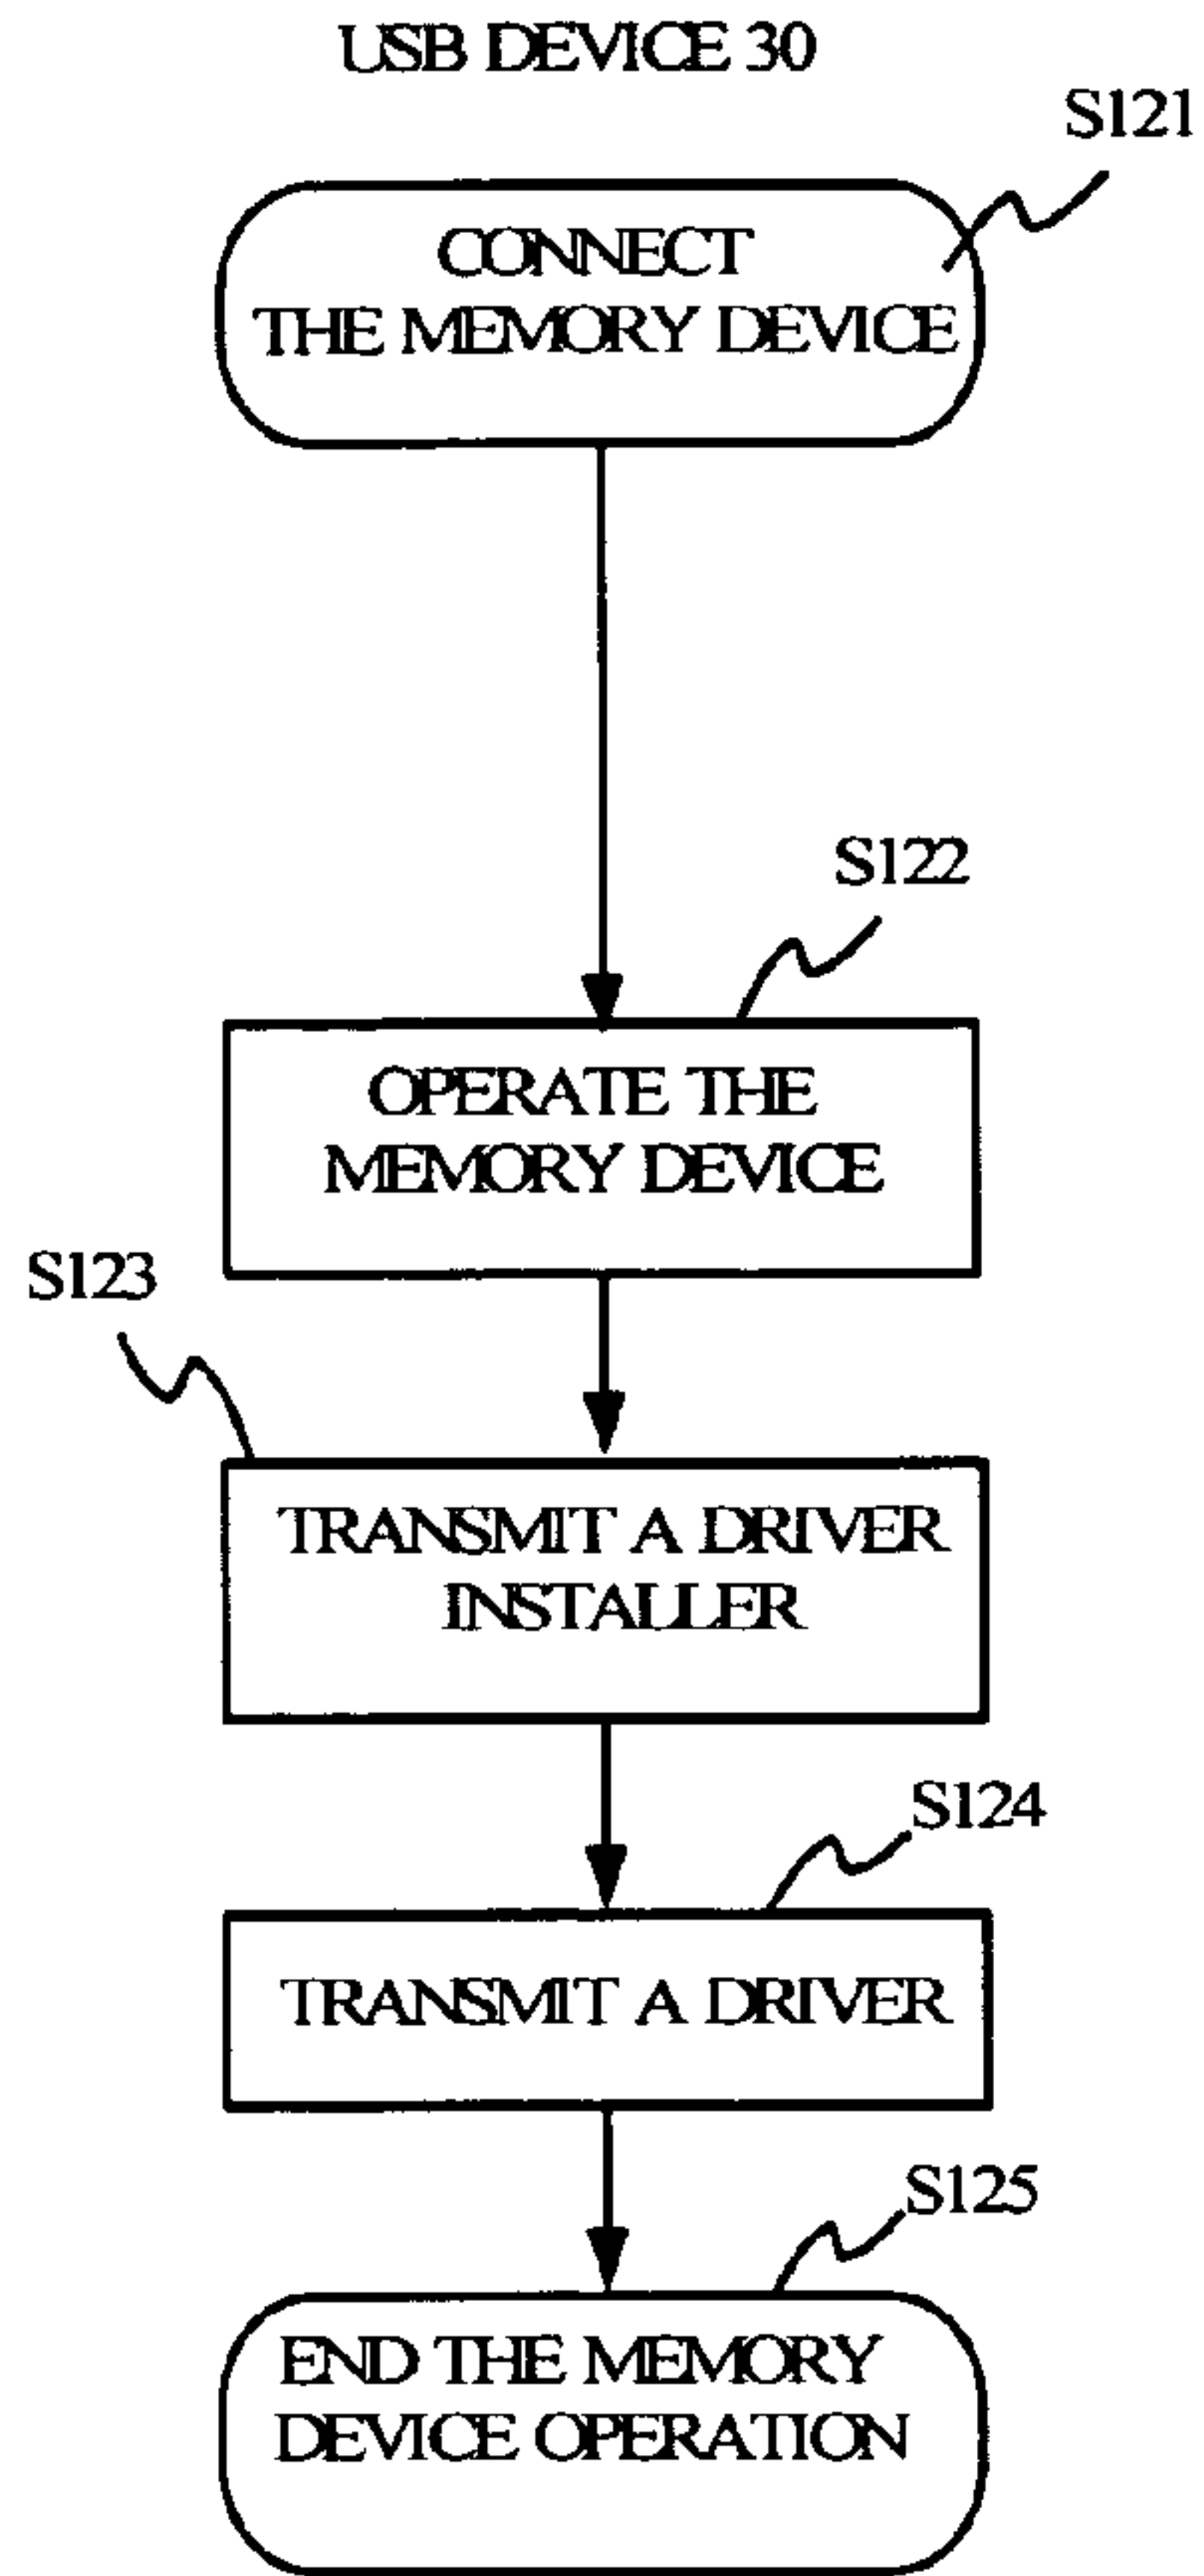 USB DEVICE 30
S121
CONNECT
THE MEMORY DEVICE
S122
OPERATE THE
MEMORY DEVICE
S123
TRANSMIT A DRIVER
INSTALLER
S124
TRANSMIT A DRIVER
S125
END THE MEMORY
DEVICE OPERATION